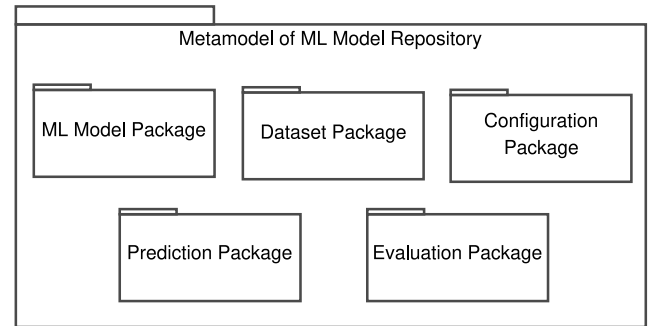 Metamodel of ML Model Repository
ML Model Package
Dataset Package
Configuration
Package
Prediction Package
Evaluation Package